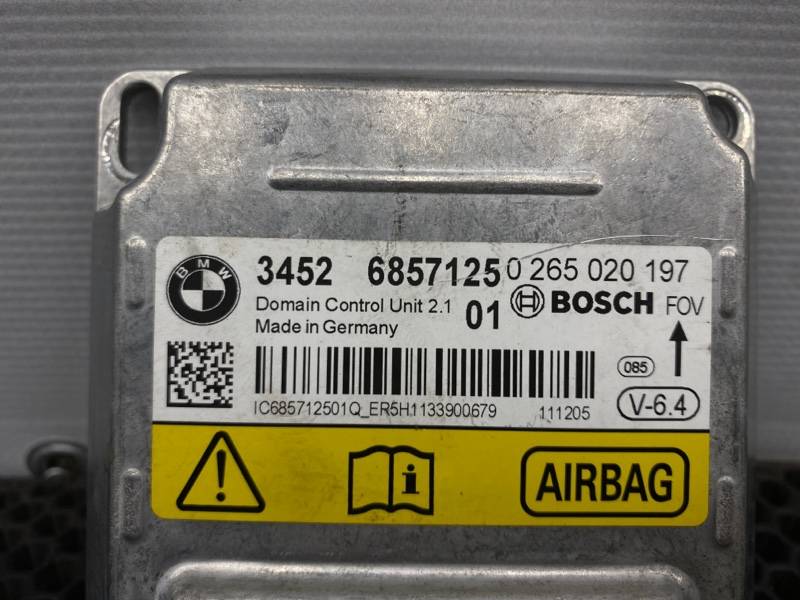 BMW
3452 6857125 0 265 020 197
Domain Control Unit 2.1 01 BOSCH FOV
Made in Germany
085
V-6.4
IC685712501Q_ER5H1133900679 111205
AIRBAG